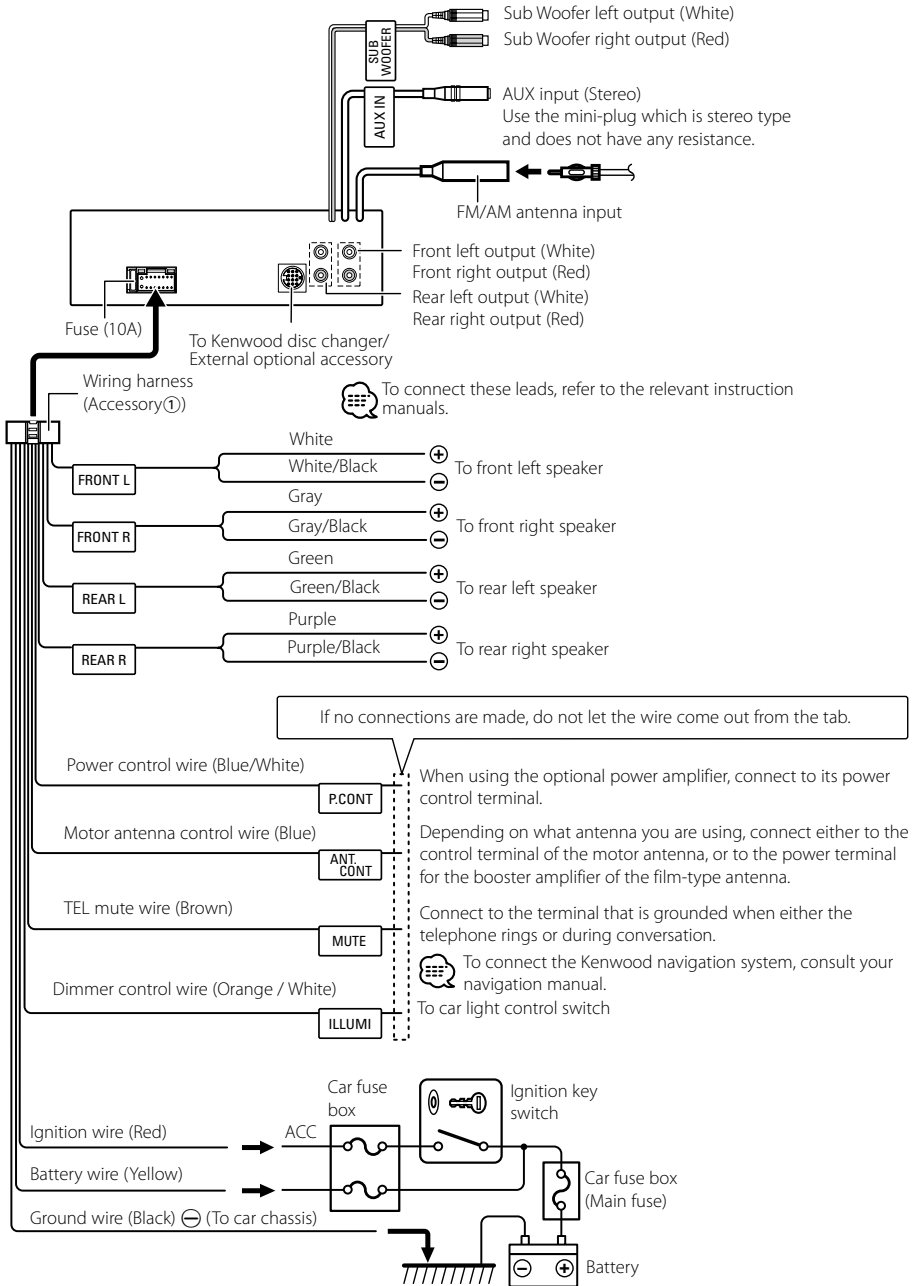 Sub Woofer left output (White)
Sub Woofer right output (Red)
SUB
WOOFER
AUX IN
AUX input (Stereo)
Use the mini-plug which is stereo type
and does not have any resistance.
FM/AM antenna input
Front left output (White)
Front right output (Red)
Rear left output (White)
Rear right output (Red)
Fuse (10A)
To Kenwood disc changer/
External optional accessory
Wiring harness
(Accessory①)
To connect these leads, refer to the relevant instruction
manuals.
FRONT L
White
White/Black
⊕
⊖
To front left speaker
FRONT R
Gray
Gray/Black
⊕
⊖
To front right speaker
REAR L
Green
Green/Black
⊕
⊖
To rear left speaker
REAR R
Purple
Purple/Black
⊕
⊖
To rear right speaker
If no connections are made, do not let the wire come out from the tab.
Power control wire (Blue/White)
P.CONT
When using the optional power amplifier, connect to its power
control terminal.
Motor antenna control wire (Blue)
ANT.
CONT
Depending on what antenna you are using, connect either to the
control terminal of the motor antenna, or to the power terminal
for the booster amplifier of the film-type antenna.
TEL mute wire (Brown)
MUTE
Connect to the terminal that is grounded when either the
telephone rings or during conversation.
To connect the Kenwood navigation system, consult your
navigation manual.
Dimmer control wire (Orange / White)
ILLUMI
To car light control switch
Car fuse
box
Ignition key
switch
Ignition wire (Red)
ACC
Battery wire (Yellow)
Car fuse box
(Main fuse)
Ground wire (Black) ⊖ (To car chassis)
⊖ ⊕
Battery